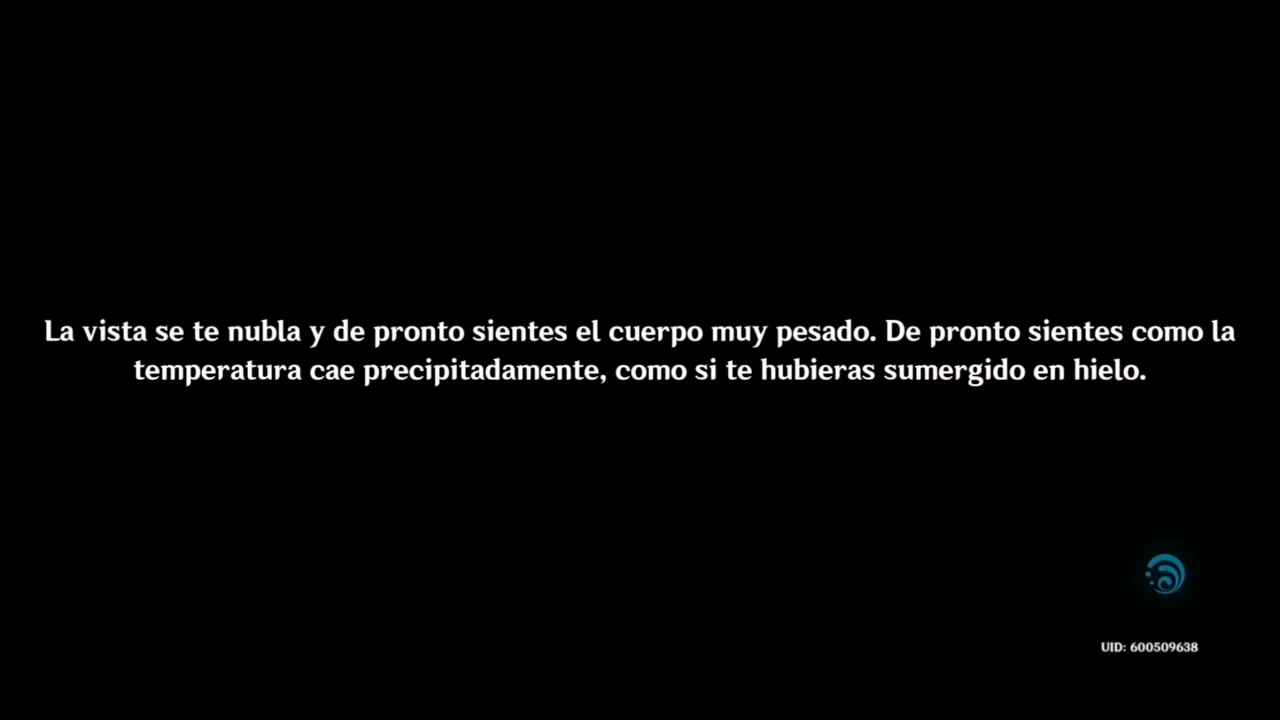 La vista se te nubla y de pronto sientes el cuerpo muy pesado. De pronto sientes como la
temperatura cae precipitadamente, como si te hubieras sumergido en hielo.
UID: 600509638